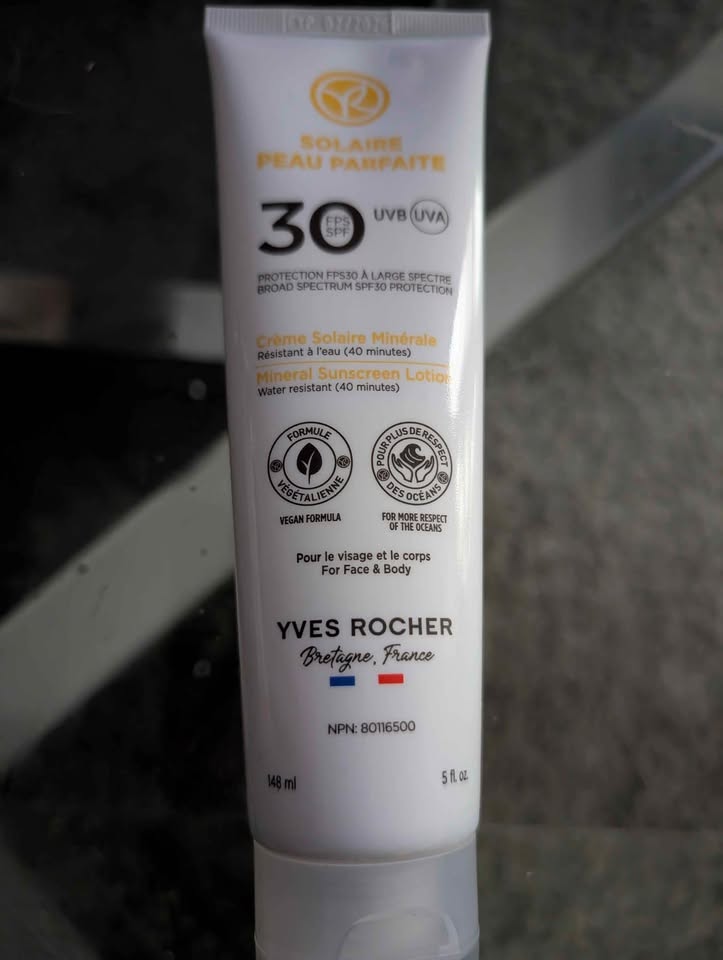 SOLAIRE
PEAU PARFAITE
30 FPS SPF UVB UVA
PROTECTION FPS30 À LARGE SPECTRE
BROAD SPECTRUM SPF30 PROTECTION
Crème Solaire Minérale
Résistant à l'eau (40 minutes)
Mineral Sunscreen Lotion
Water resistant (40 minutes)
FORMULE VÉGÉTALIENNE
POUR PLUS DE RESPECT DES OCÉANS
VEGAN FORMULA
FOR MORE RESPECT
OF THE OCEANS
Pour le visage et le corps
For Face & Body
YVES ROCHER
Bretagne, France
NPN: 80116500
148 ml
5 fl. oz.